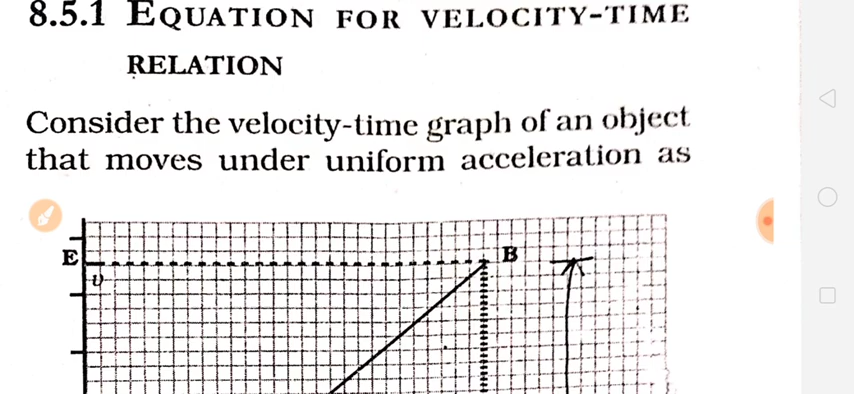 8.5.1 EQUATION FOR VELOCITY-TIME
RELATION
Consider the velocity-time graph of an object
that moves under uniform acceleration as
E
B
υ